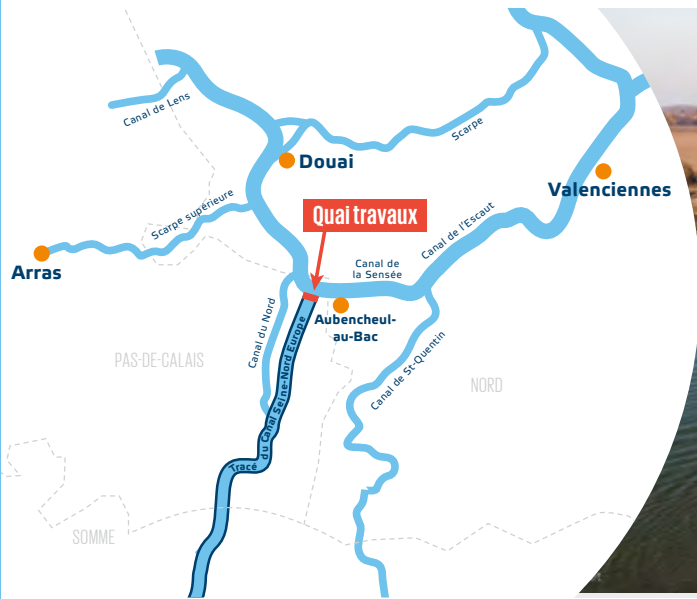 Canal de Lens
Scarpe
Douai
Valenciennes
Scarpe supérieure
Quai travaux
Canal de l'Escaut
Arras
Canal de
la Sensée
Aubencheul-
au-Bac
Canal du Nord
PAS-DE-CALAIS
Canal de St-Quentin
NORD
Tracé du Canal Seine-Nord Europe
SOMME